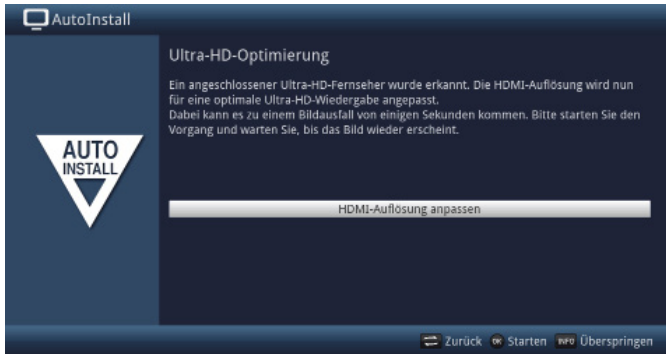 AutoInstall
Ultra-HD-Optimierung
Ein angeschlossener Ultra-HD-Fernseher wurde erkannt. Die HDMI-Auflösung wird nun
für eine optimale Ultra-HD-Wiedergabe angepasst.
Dabei kann es zu einem Bildausfall von einigen Sekunden kommen. Bitte starten Sie den
Vorgang und warten Sie, bis das Bild wieder erscheint.
AUTO
INSTALL
HDMI-Auflösung anpassen
Zurück OK Starten INFO Überspringen